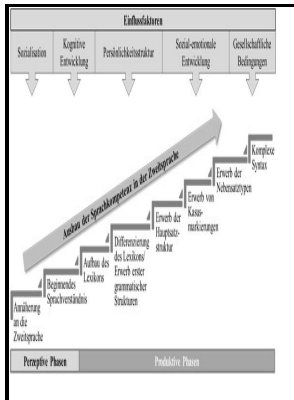 Einflussfaktoren
Sozialisation
Kognitive
Entwicklung
Persönlichkeitsstruktur
Sozial-emotionale
Entwicklung
Gesellschaftliche
Bedingungen
Ausbau der Sprachkompetenz in der Zweitsprache
Annäherung
an die
Zweitsprache
Beginnendes
Sprachverständnis
Aufbau des
Lexikons
Differenzierung
des Lexikons/
Erwerb erster
grammatischer
Strukturen
Erwerb der
Hauptsatz-
struktur
Erwerb von
Kasus-
markierungen
Erwerb der
Nebensatztypen
Komplexe
Syntax
Perzeptive Phasen
Produktive Phasen